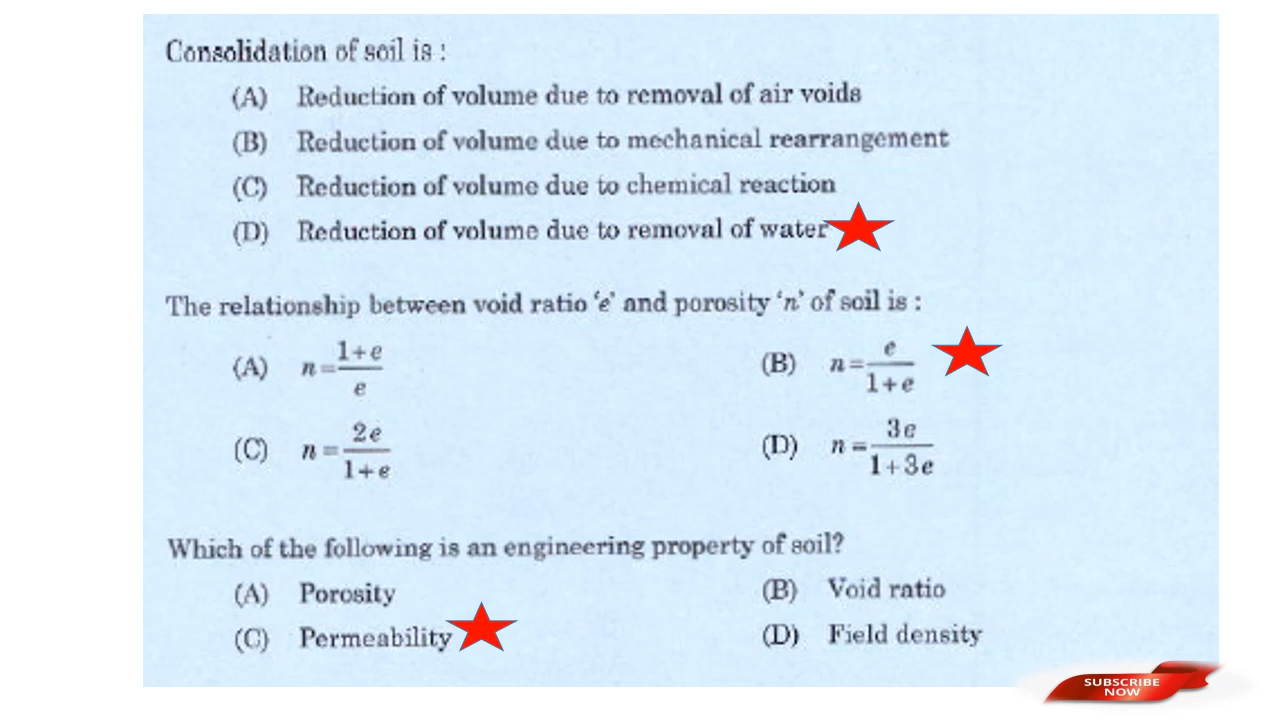 Consolidation of soil is :
(A) Reduction of volume due to removal of air voids
(B) Reduction of volume due to mechanical rearrangement
(C) Reduction of volume due to chemical reaction
(D) Reduction of volume due to removal of water
The relationship between void ratio ‘e’ and porosity ‘n’ of soil is :
(A) n = (1+e)/e (B) n = e/(1+e)
(C) n = 2e/(1+e) (D) n = 3e/(1+3e)
Which of the following is an engineering property of soil?
(A) Porosity (B) Void ratio
(C) Permeability (D) Field density
SUBSCRIBE
NOW